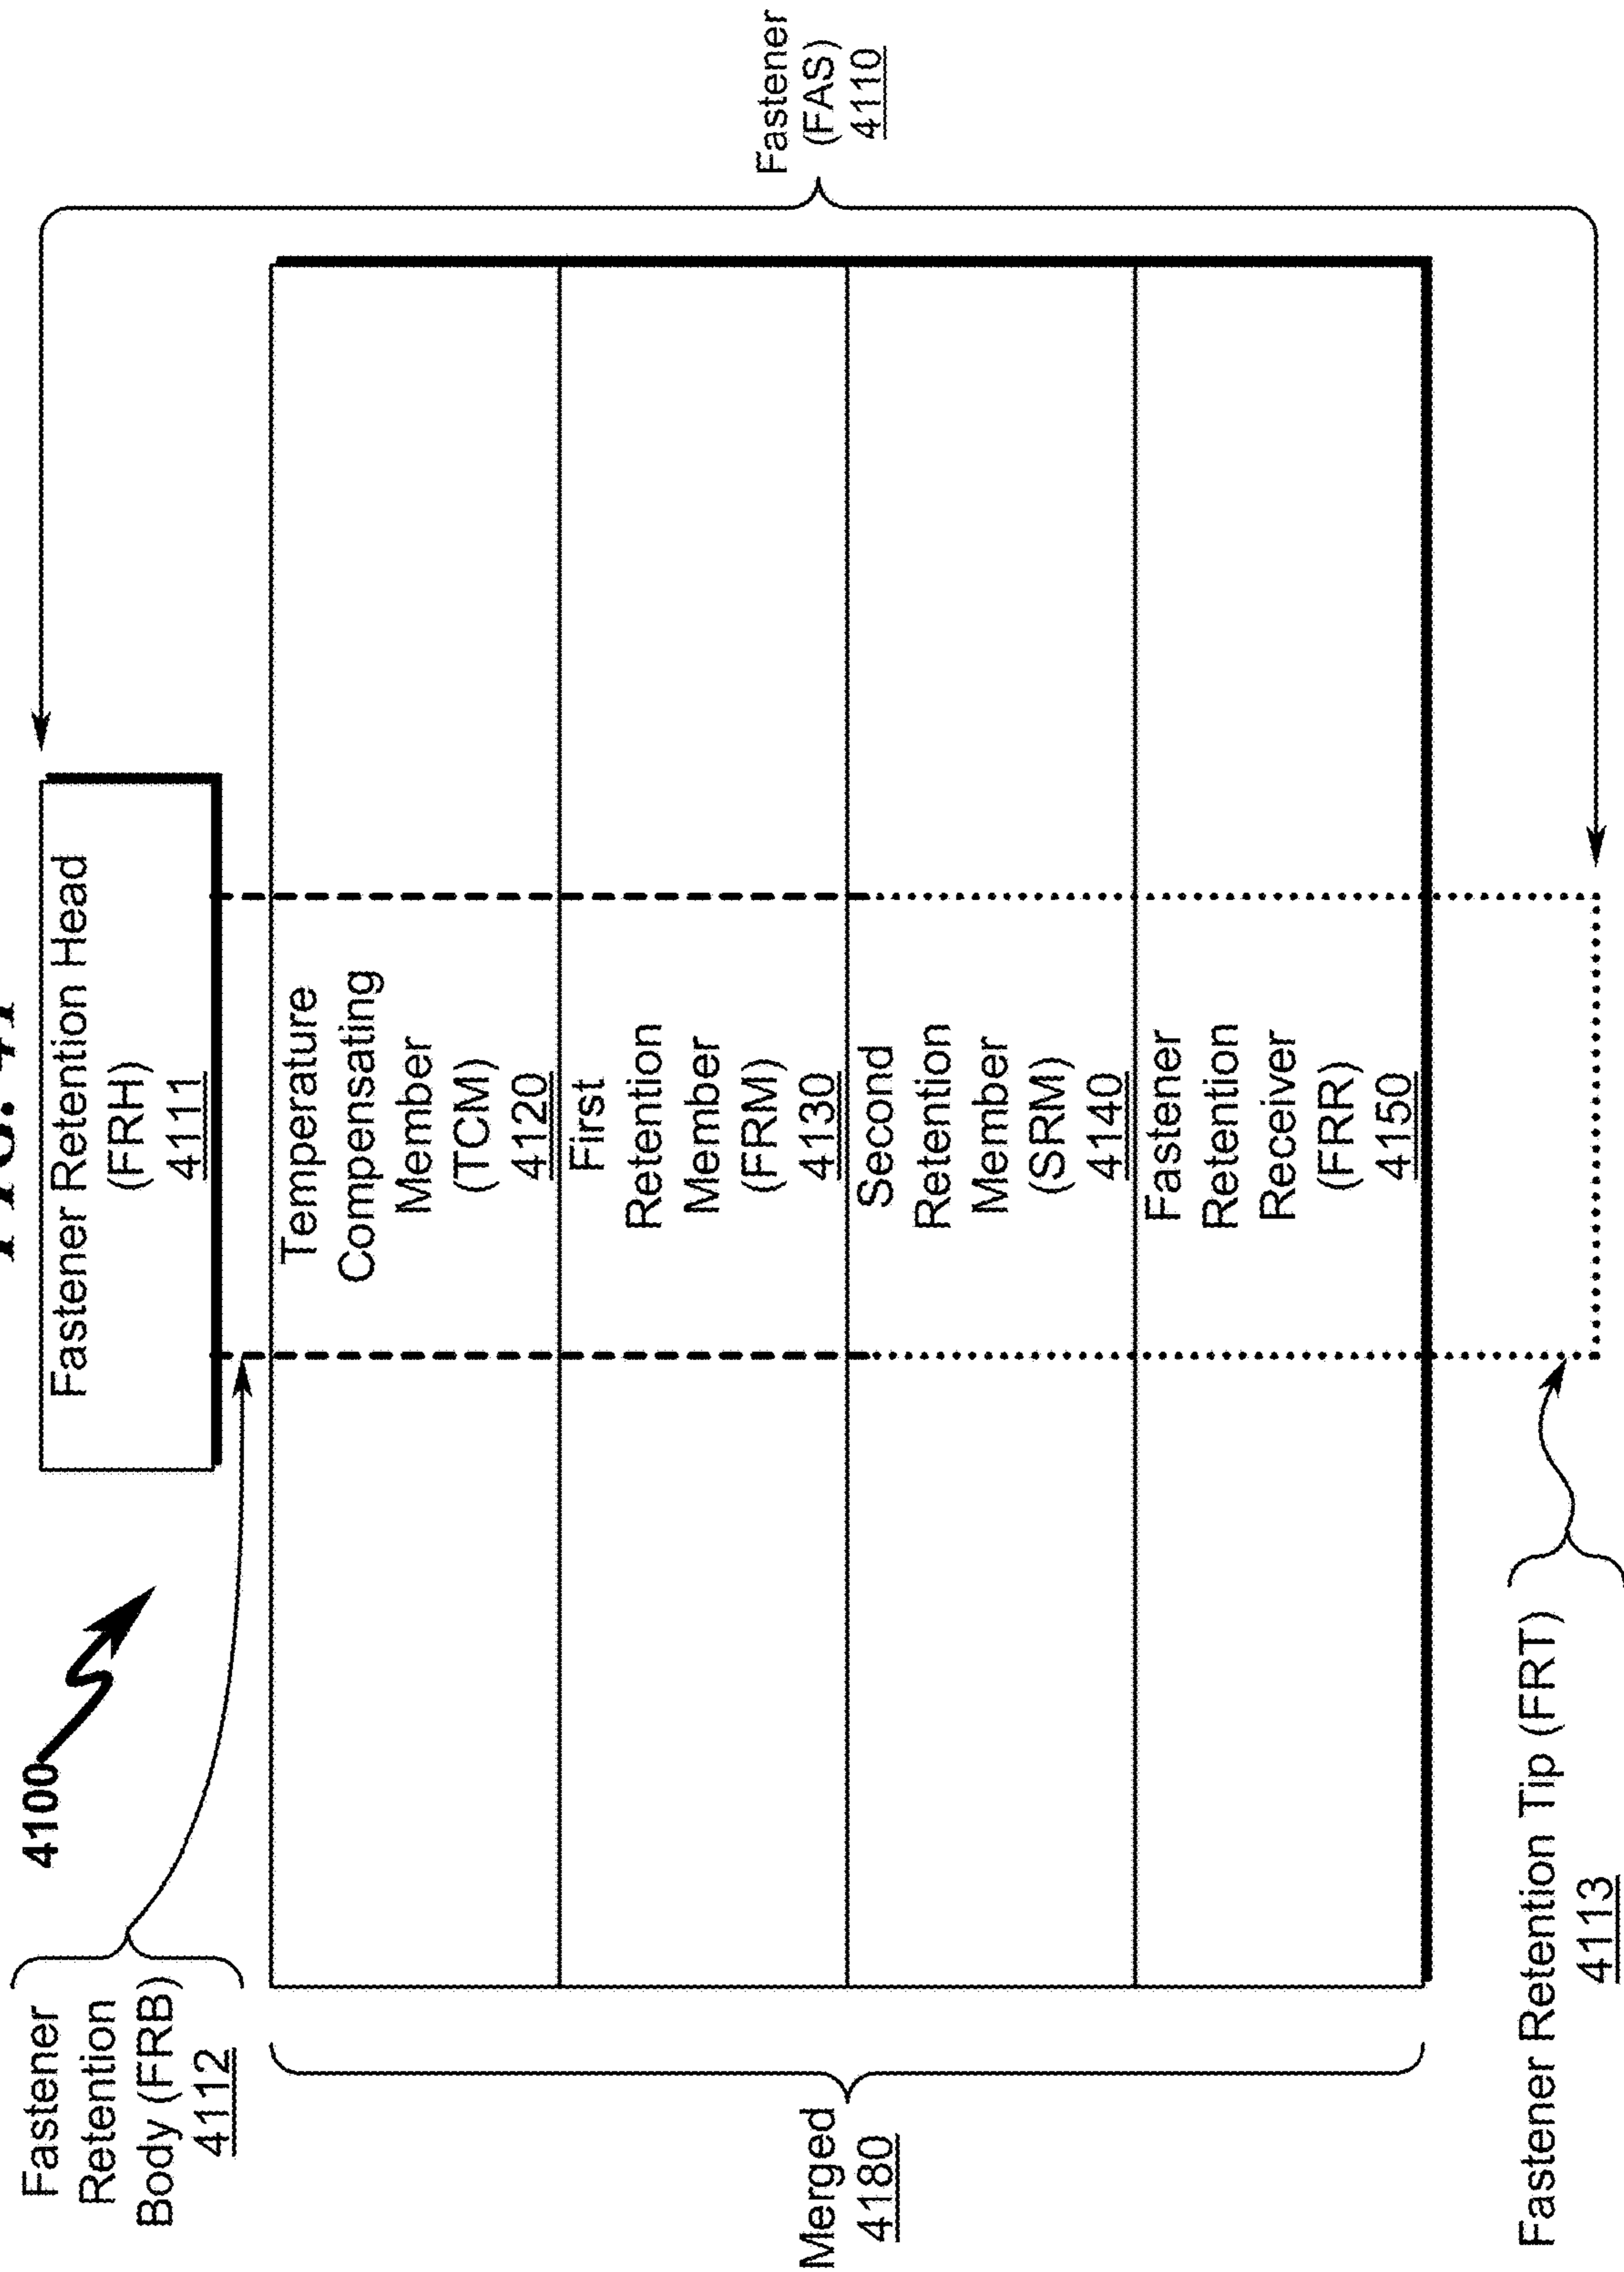 FIG. 41
4100
Fastener
Retention
Body (FRB)
4112
Fastener Retention Head
(FRH)
4111
Temperature
Compensating
Member
(TCM)
4120
First
Retention
Member
(FRM)
4130
Second
Retention
Member
(SRM)
4140
Fastener
Retention
Receiver
(FRR)
4150
Merged
4180
Fastener
(FAS)
4110
Fastener Retention Tip (FRT)
4113